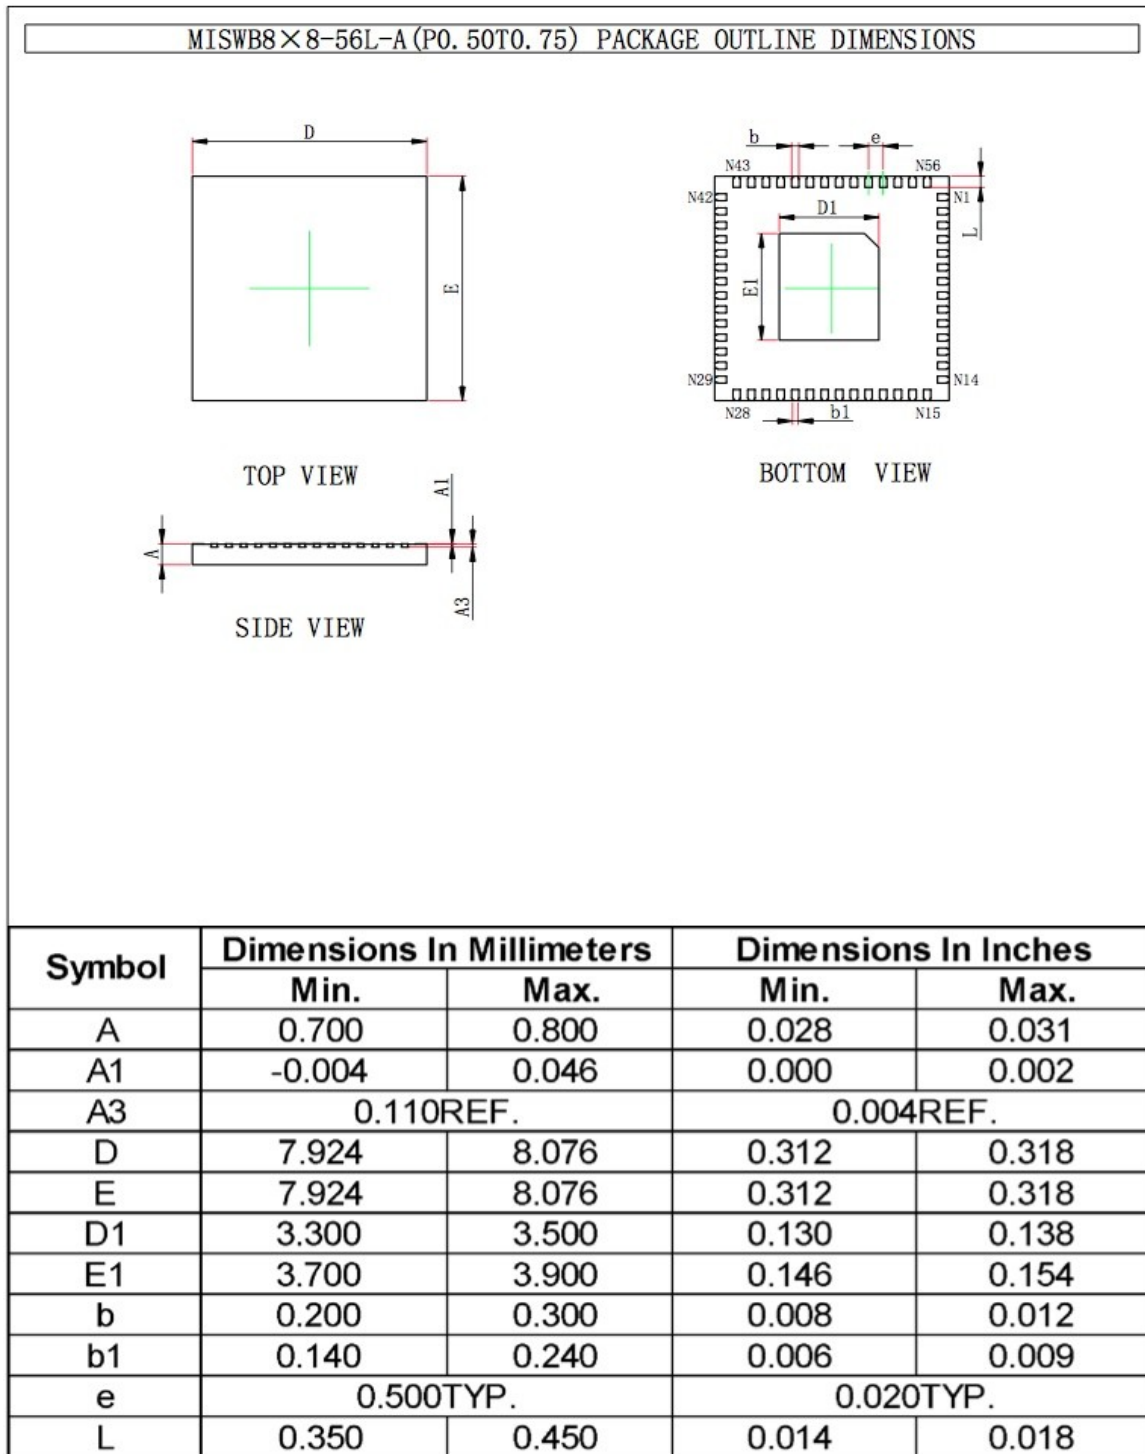 MISWB8×8-56L-A(P0.50T0.75) PACKAGE OUTLINE DIMENSIONS
D
b
e
N43
N56
N42
N1
D1
L
E
E1
N29
N14
N28
b1
N15
TOP VIEW
BOTTOM VIEW
A1
A
A3
SIDE VIEW
Symbol Dimensions In Millimeters Dimensions In Inches
Min. Max. Min. Max.
A 0.700 0.800 0.028 0.031
A1 -0.004 0.046 0.000 0.002
A3 0.110REF. 0.004REF.
D 7.924 8.076 0.312 0.318
E 7.924 8.076 0.312 0.318
D1 3.300 3.500 0.130 0.138
E1 3.700 3.900 0.146 0.154
b 0.200 0.300 0.008 0.012
b1 0.140 0.240 0.006 0.009
e 0.500TYP. 0.020TYP.
L 0.350 0.450 0.014 0.018